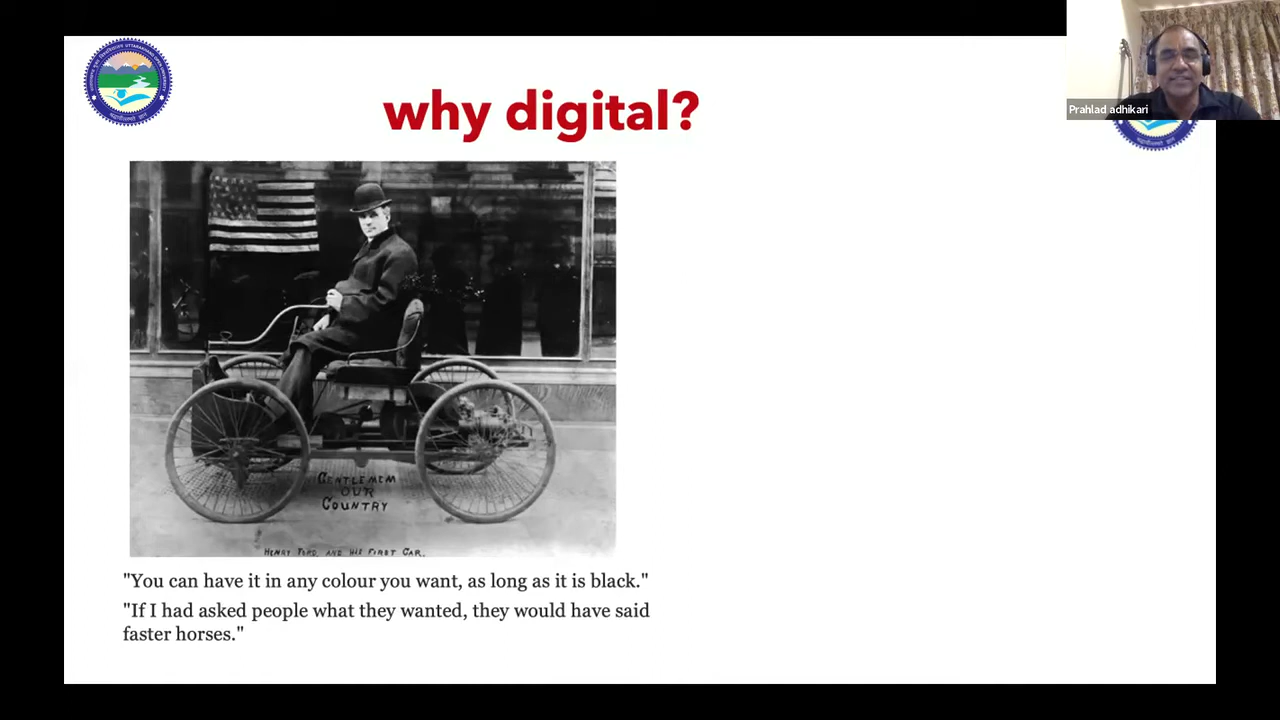 why digital?
Prahlad adhikari
GENTLEMEM
OUR
COUNTRY
HENRY FORD AND HIS FIRST CAR.
"You can have it in any colour you want, as long as it is black."
"If I had asked people what they wanted, they would have said
faster horses."